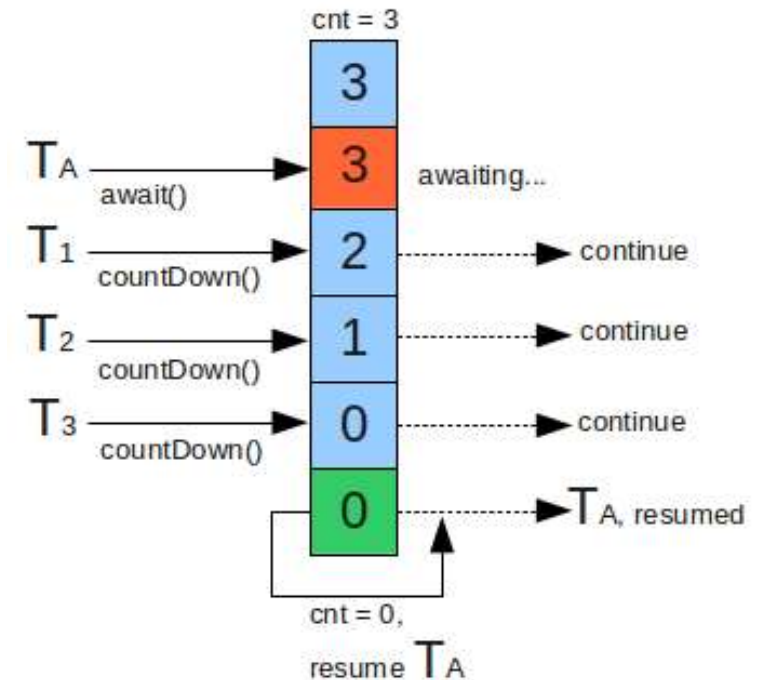 cnt = 3
3
TA
await()
3
awaiting...
T1
countDown()
2
continue
T2
countDown()
1
continue
T3
countDown()
0
continue
0
TA, resumed
cnt = 0,
resume TA